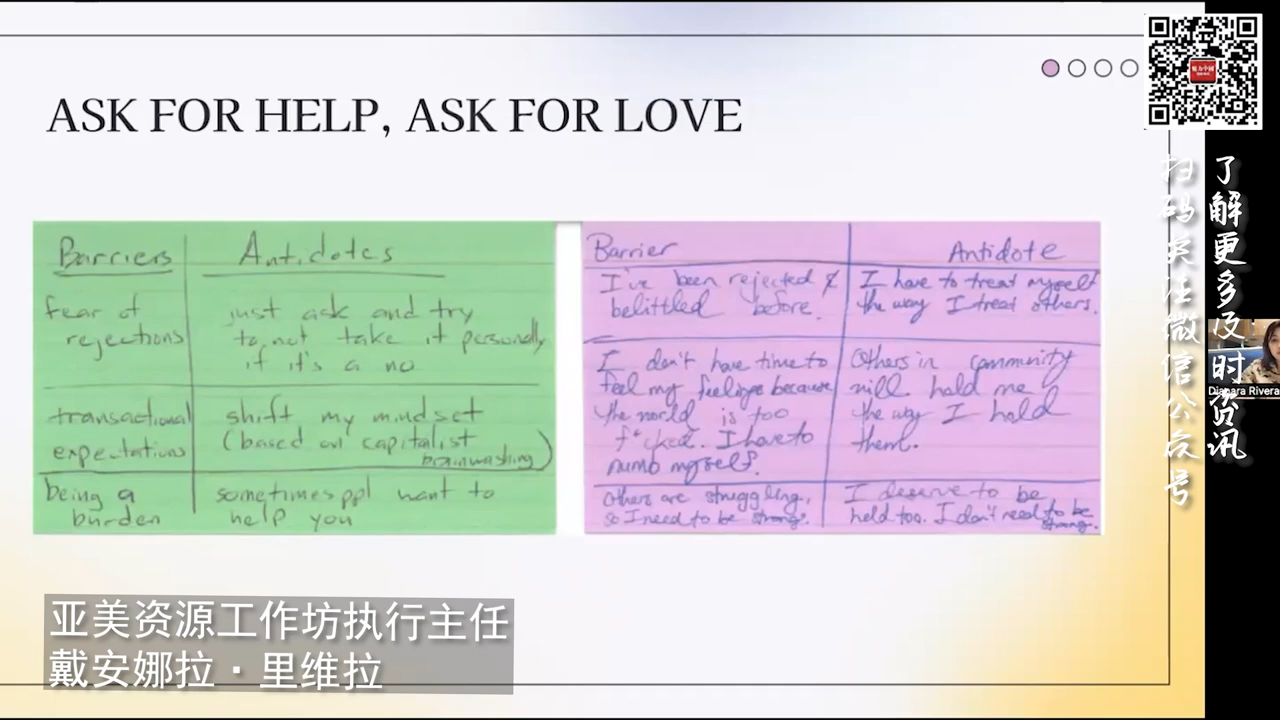 ASK FOR HELP, ASK FOR LOVE
Barriers
Antidotes
fear of
rejections
just ask and try
to not take it personally
if it's a no
transactional
expectations
shift my mindset
(based on capitalist
brainwashing)
being a
burden
sometimes ppl want to
help you
Barrier
Antidote
I've been rejected &
belittled before.
I have to treat myself
the way I treat others.
I don't have time to
feel my feelings because
the world is too
f*cked. I have to
numb myself.
Others in community
will hold me
the way I hold
them.
Others are struggling,
so I need to be strong.
I deserve to be
held too. I don't need to be
strong.
亚美资源工作坊执行主任
戴安娜拉·里维拉
了解更多及时资讯
扫码关注微信公众号
Dianara Rivera